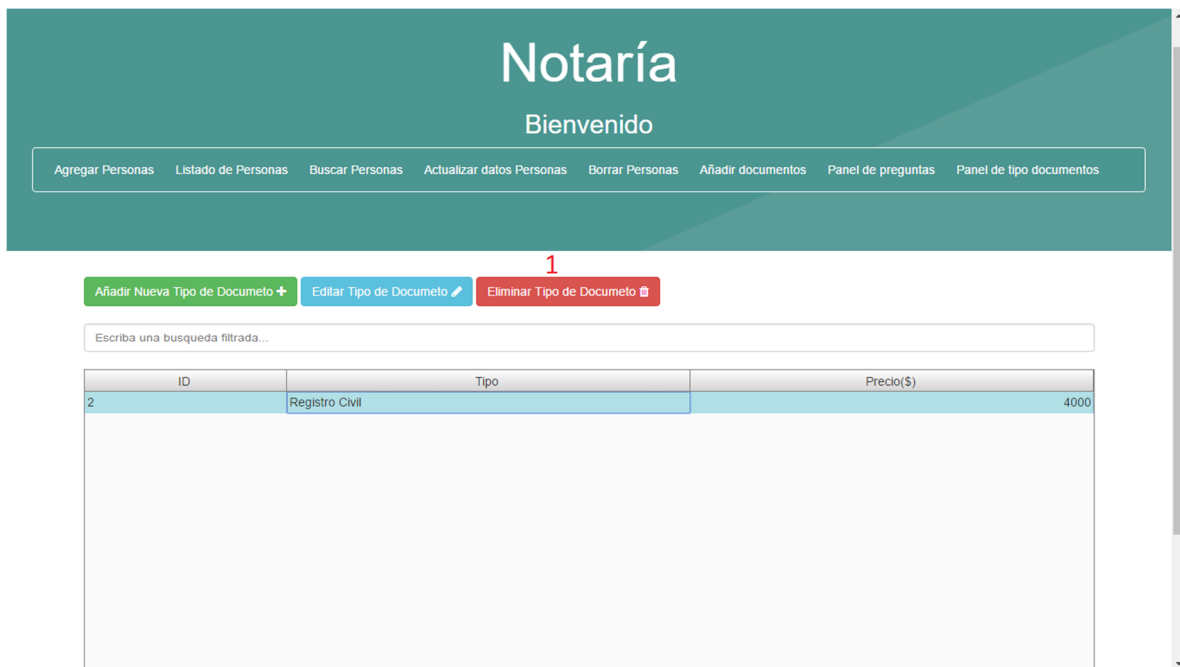 Notaría
Bienvenido
Agregar Personas Listado de Personas Buscar Personas Actualizar datos Personas Borrar Personas Añadir documentos Panel de preguntas Panel de tipo documentos
1
Añadir Nueva Tipo de Documeto Editar Tipo de Documeto Eliminar Tipo de Documeto
Escriba una busqueda filtrada...
ID Tipo Precio($)
2 Registro Civil 4000